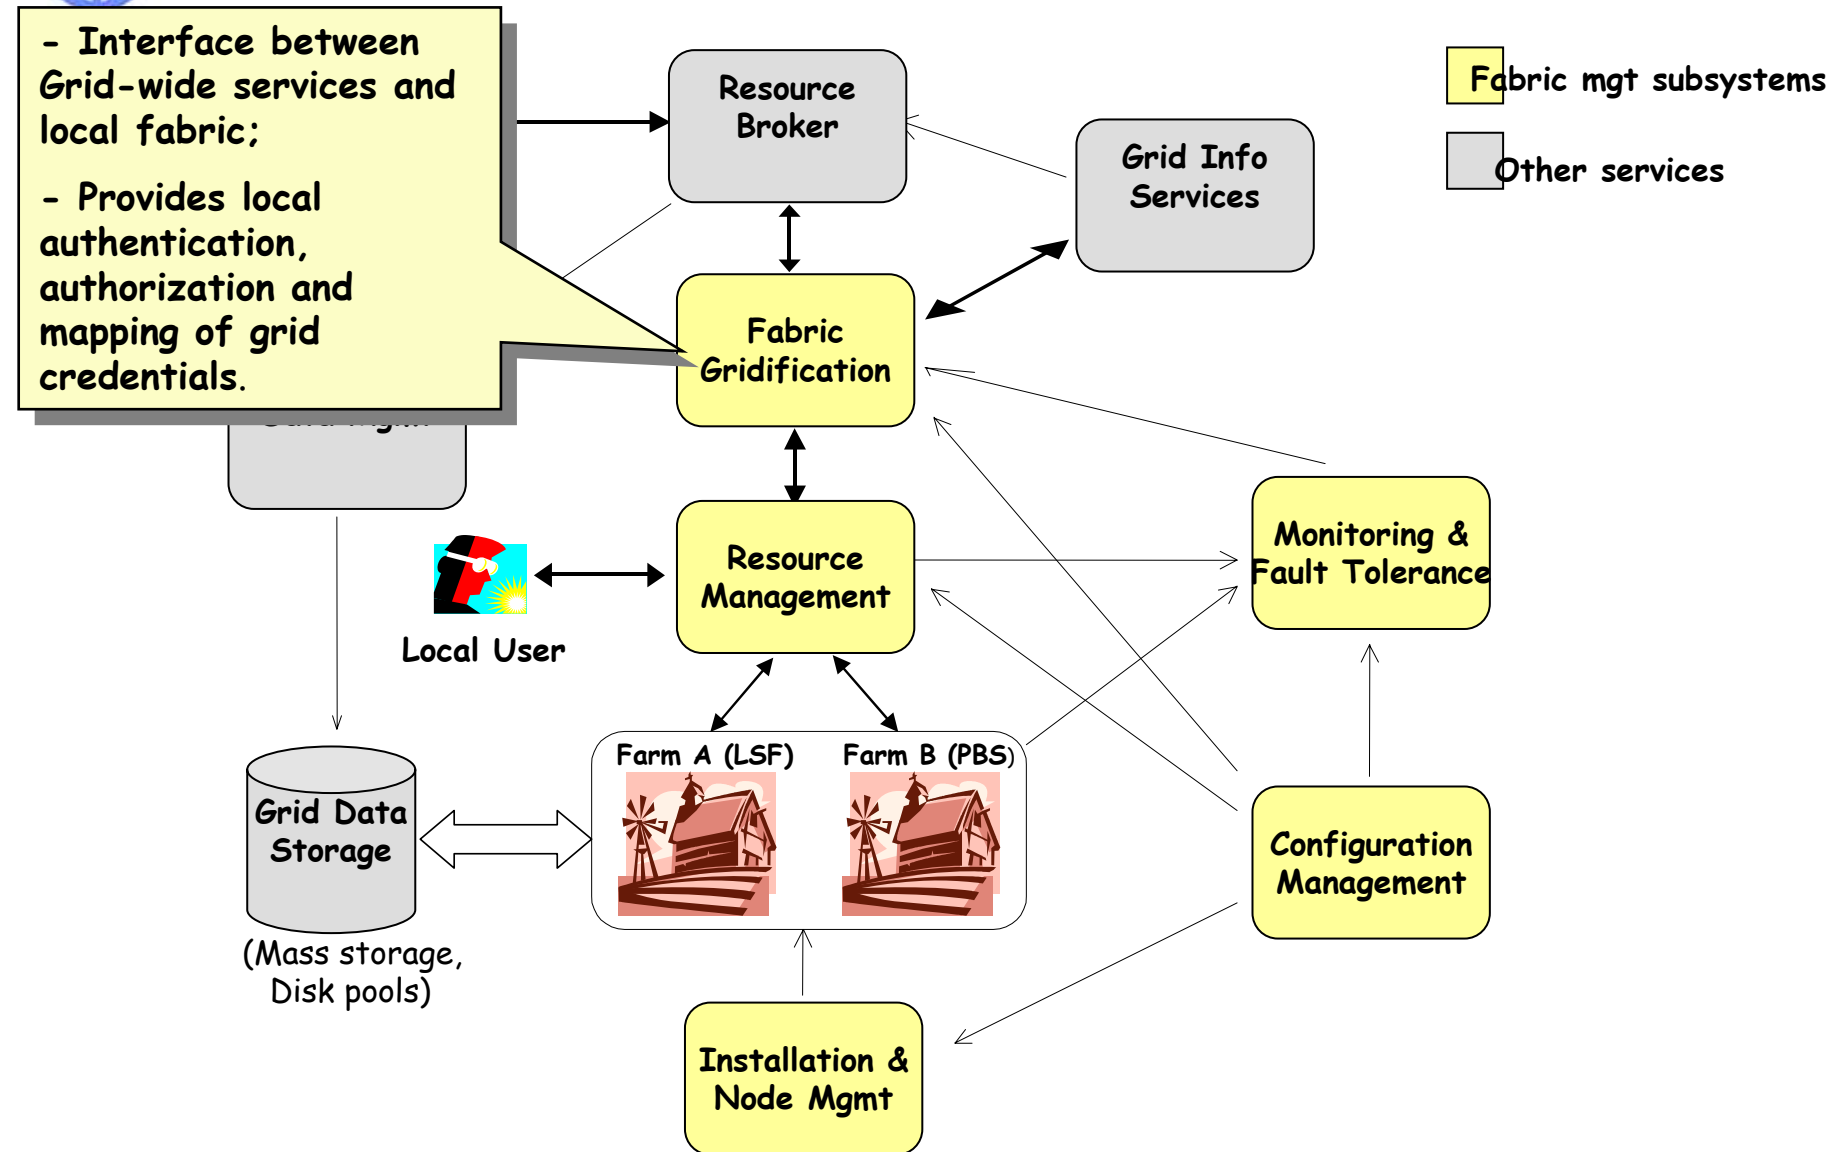 - Interface between
Grid-wide services and
local fabric;
- Provides local
authentication,
authorization and
mapping of grid
credentials.
Resource
Broker
Grid Info
Services
Fabric mgt subsystems
Other services
Fabric
Gridification
Resource
Management
Monitoring &
Fault Tolerance
Local User
Farm A (LSF)
Farm B (PBS)
Grid Data
Storage
(Mass storage,
Disk pools)
Configuration
Management
Installation &
Node Mgmt